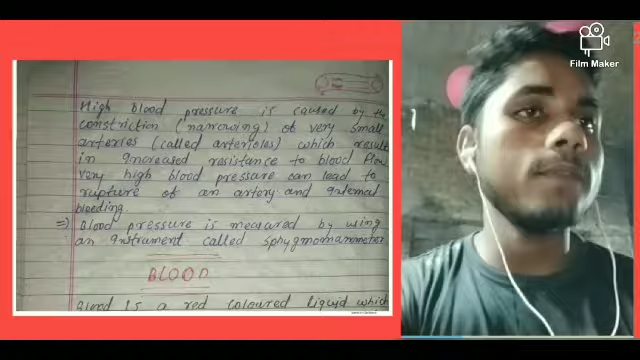 High blood pressure is caused by the
constriction (narrowing) of very small
arteries (called arterioles) which result
in increased resistance to blood flow
very high blood pressure can lead to
rupture of an artery and internal
bleeding.
=) Blood pressure is measured by using
an instrument called
BLOOD
Blood is a red coloured liquid which
Film Maker